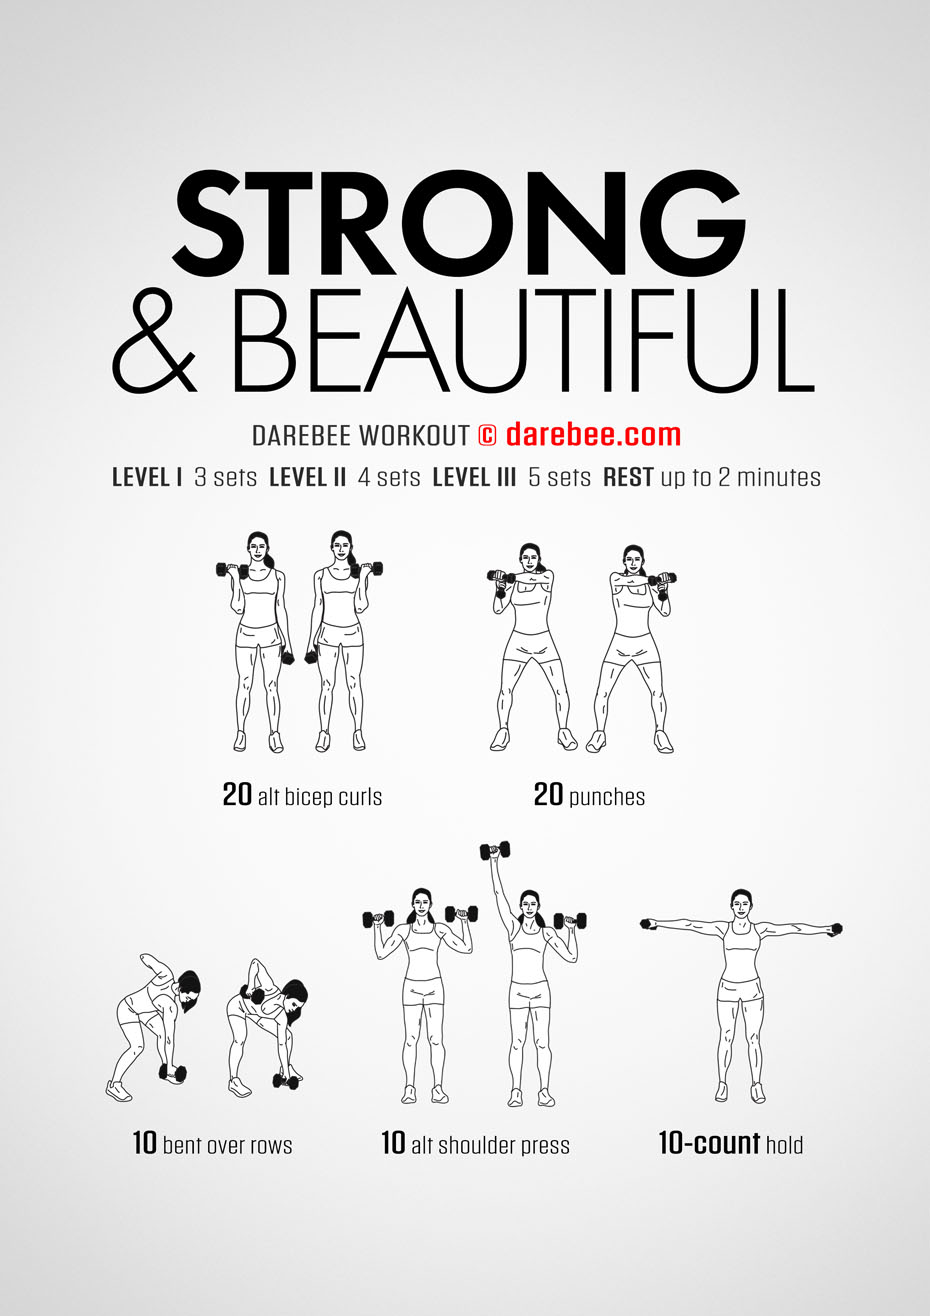 STRONG
& BEAUTIFUL
DAREBEE WORKOUT © darebee.com
LEVEL I 3 sets LEVEL II 4 sets LEVEL III 5 sets REST up to 2 minutes
20 alt bicep curls
20 punches
10 bent over rows
10 alt shoulder press
10-count hold